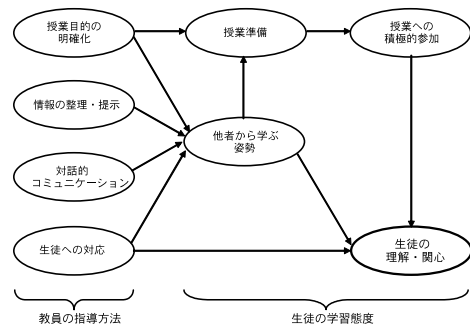 授業目的の
明確化
授業準備
授業への
積極的参加
情報の整理・提示
他者から学ぶ
姿勢
対話的
コミュニケーション
生徒への対応
生徒の
理解・関心
教員の指導方法
生徒の学習態度